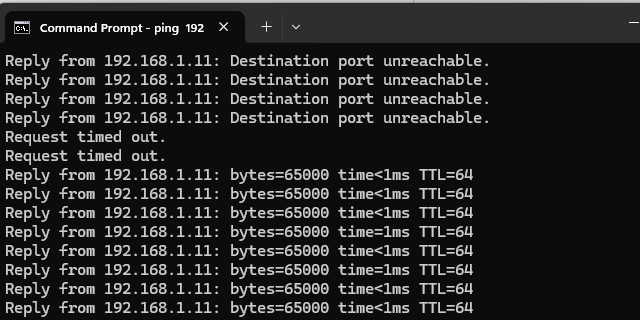 Command Prompt - ping 192
Reply from 192.168.1.11: Destination port unreachable.
Reply from 192.168.1.11: Destination port unreachable.
Reply from 192.168.1.11: Destination port unreachable.
Reply from 192.168.1.11: Destination port unreachable.
Request timed out.
Request timed out.
Reply from 192.168.1.11: bytes=65000 time<1ms TTL=64
Reply from 192.168.1.11: bytes=65000 time=1ms TTL=64
Reply from 192.168.1.11: bytes=65000 time<1ms TTL=64
Reply from 192.168.1.11: bytes=65000 time=1ms TTL=64
Reply from 192.168.1.11: bytes=65000 time<1ms TTL=64
Reply from 192.168.1.11: bytes=65000 time=1ms TTL=64
Reply from 192.168.1.11: bytes=65000 time=1ms TTL=64
Reply from 192.168.1.11: bytes=65000 time<1ms TTL=64